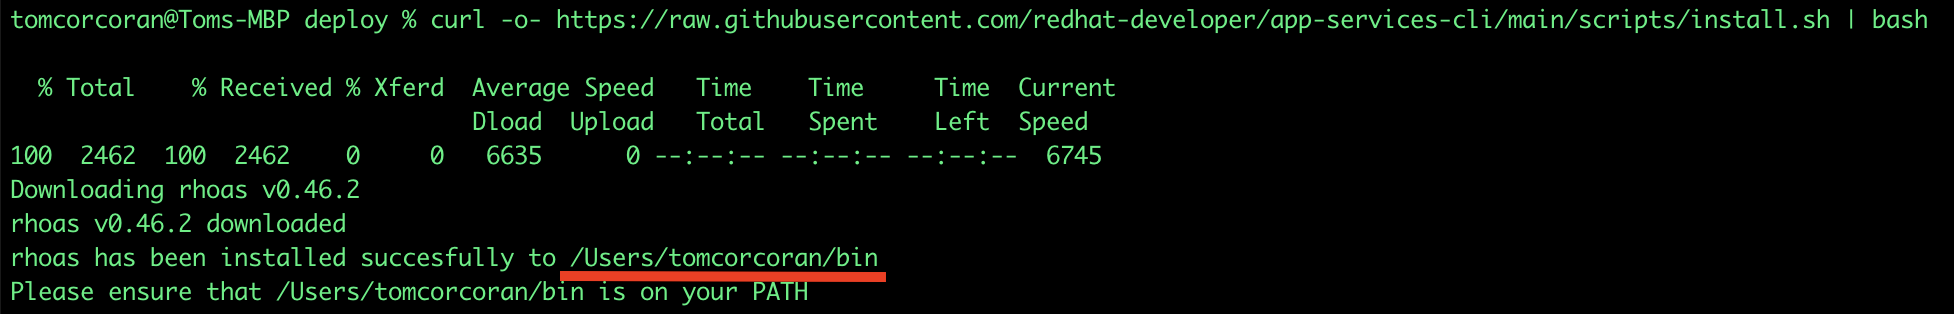 tomcorcoran@Toms-MBP deploy % curl -o- https://raw.githubusercontent.com/redhat-developer/app-services-cli/main/scripts/install.sh | bash
% Total % Received % Xferd Average Speed Time Time Time Current
Dload Upload Total Spent Left Speed
100 2462 100 2462 0 0 6635 0 --:--:-- --:--:-- --:--:-- 6745
Downloading rhoas v0.46.2
rhoas v0.46.2 downloaded
rhoas has been installed succesfully to /Users/tomcorcoran/bin
Please ensure that /Users/tomcorcoran/bin is on your PATH